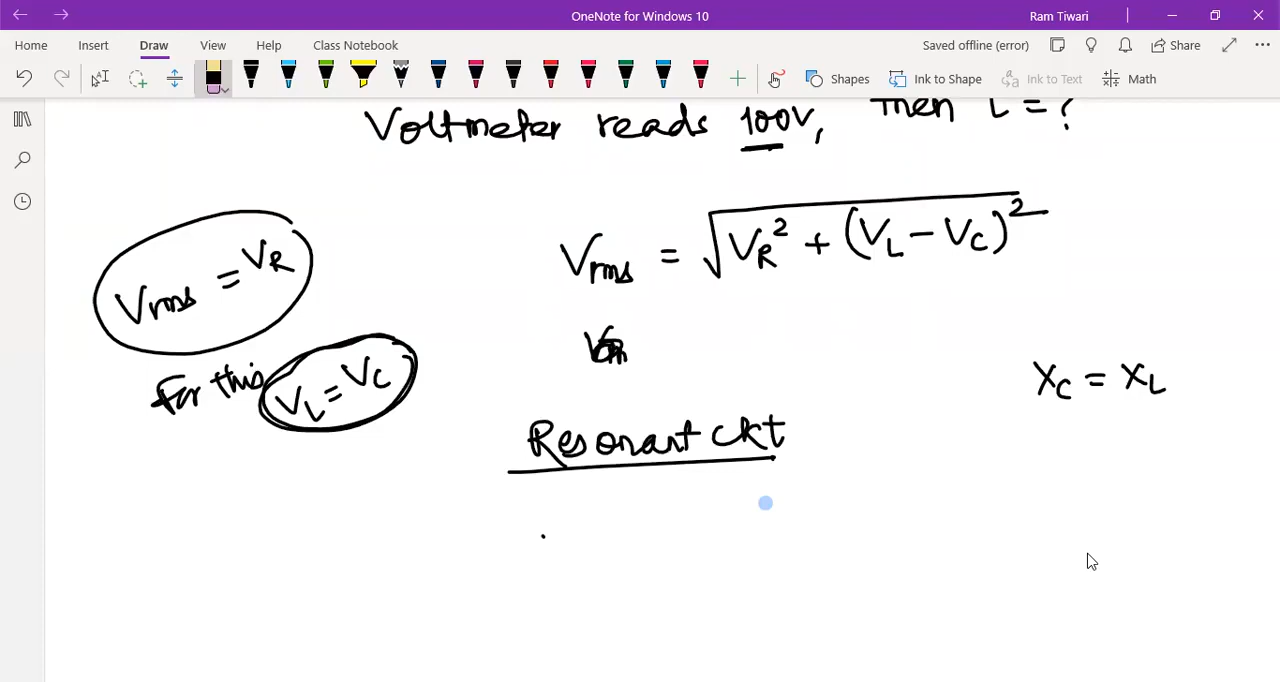 OneNote for Windows 10
Ram Tiwari
Home Insert Draw View Help Class Notebook
Saved offline (error) Share
Shapes Ink to Shape Ink to Text Math
Voltmeter reads 100V, then L = ?
Vrms = √VR² + (VL - VC)²
Vrms = VR
For this VL = VC
XC = XL
Resonant ckt